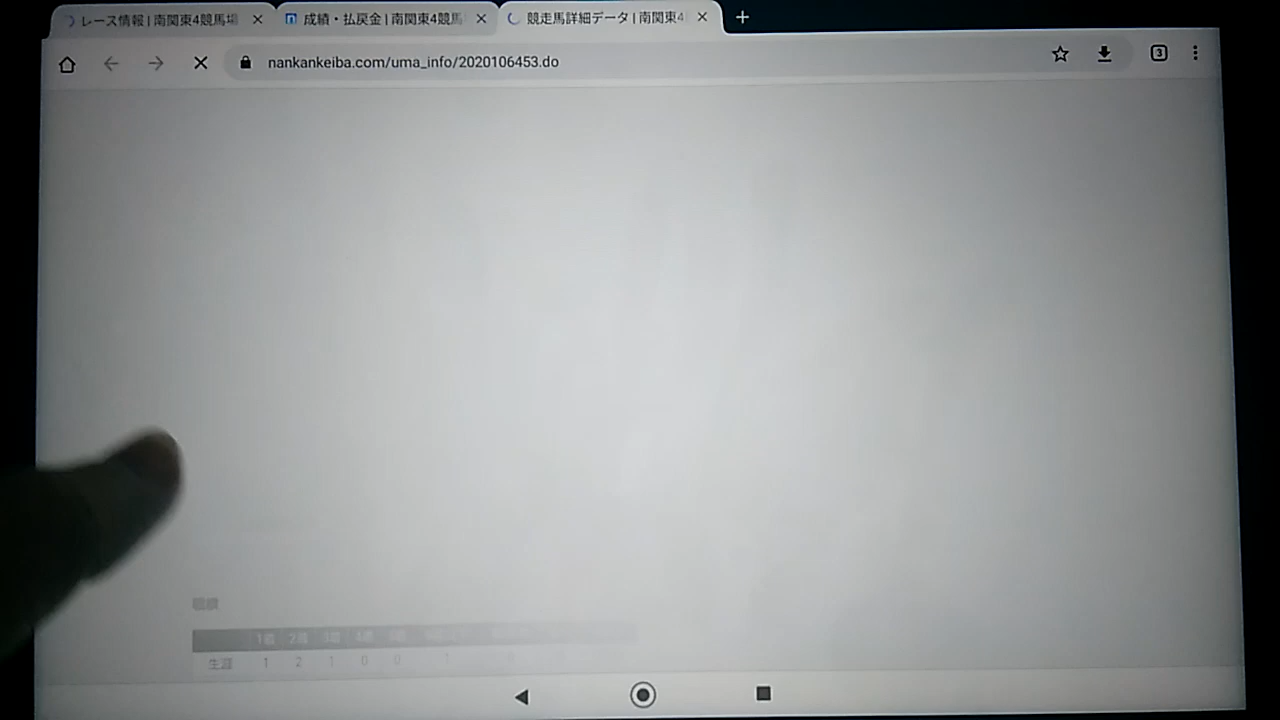 レース情報 | 南関東4競馬場
成績・払戻金 | 南関東4競馬
競走馬詳細データ | 南関東4
nankankeiba.com/uma_info/2020106453.do
3
1着 2着 3着 4着
生涯 1 2 1 0 0